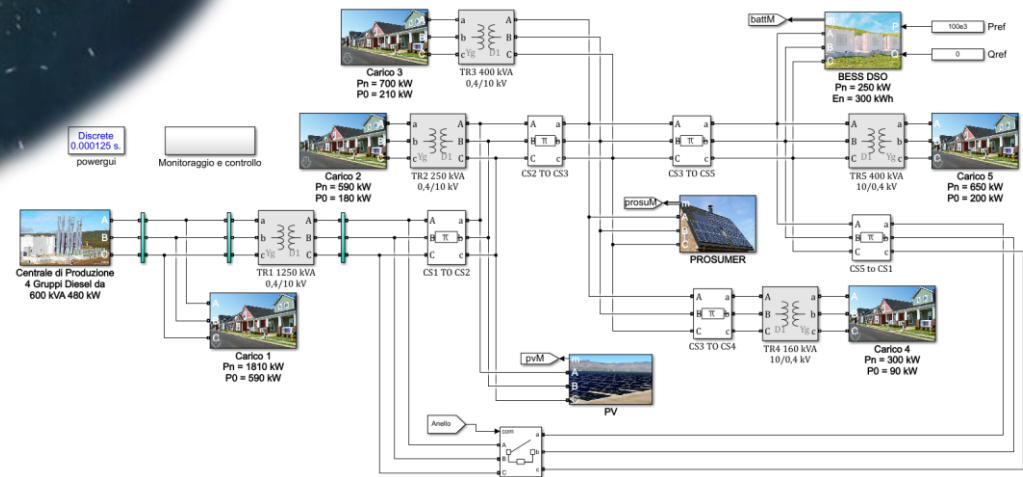 battM
100e3
Pref
0
Qref
BESS DSO
Pn = 250 kW
En = 300 kWh
Carico 3
Pn = 700 kW
P0 = 210 kW
TR3 400 kVA
0,4/10 kV
Discrete
0.000125 s.
powergui
Monitoraggio e controllo
Carico 2
Pn = 590 kW
P0 = 180 kW
TR2 250 kVA
0,4/10 kV
CS2 TO CS3
CS3 TO CS5
TR5 400 kVA
10/0,4 kV
Carico 5
Pn = 650 kW
P0 = 200 kW
Centrale di Produzione
4 Gruppi Diesel da
600 kVA 480 kW
TR1 1250 kVA
0,4/10 kV
CS1 TO CS2
prosuM
PROSUMER
CS5 to CS1
Carico 1
Pn = 1810 kW
P0 = 590 kW
CS3 TO CS4
TR4 160 kVA
10/0,4 kV
Carico 4
Pn = 300 kW
P0 = 90 kW
pvM
PV
Anello
com
A
B
C
a
b
c